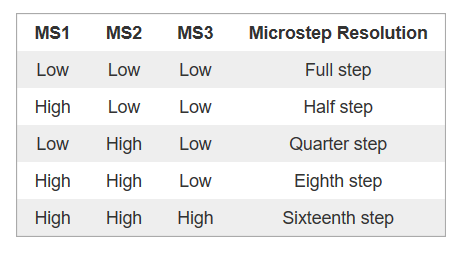 MS1 MS2 MS3 Microstep Resolution
Low Low Low Full step
High Low Low Half step
Low High Low Quarter step
High High Low Eighth step
High High High Sixteenth step